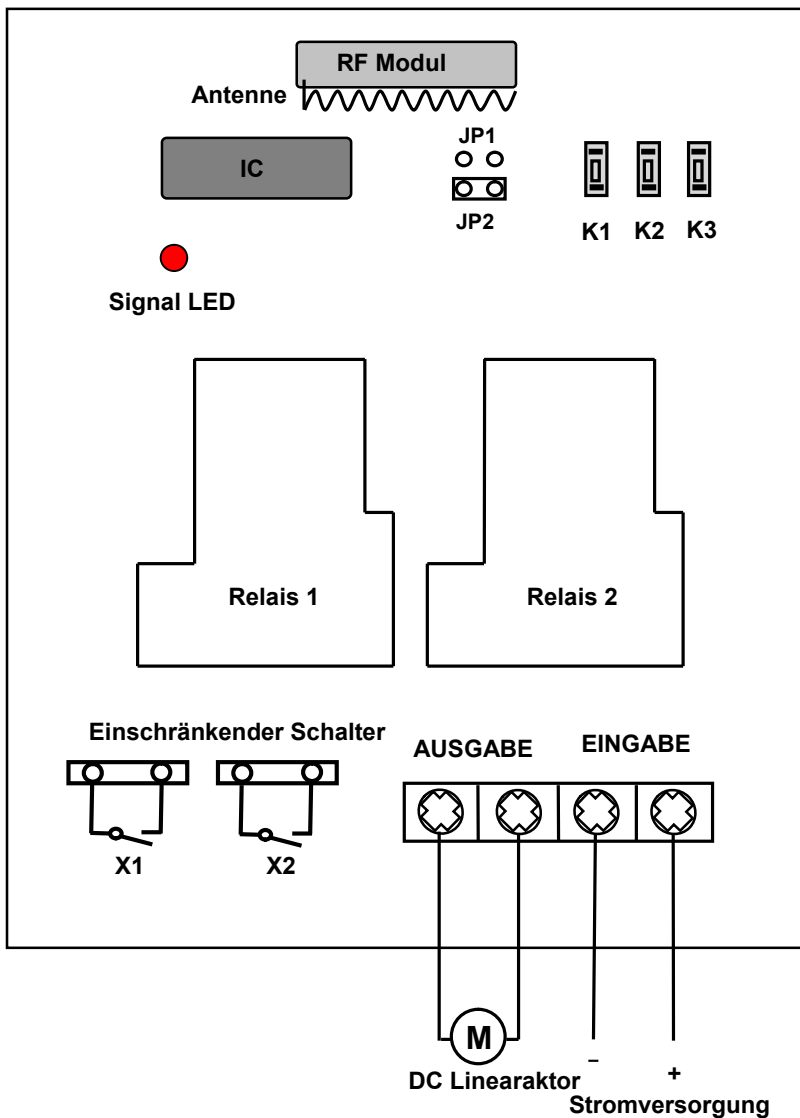 RF Modul
Antenne
JP1
IC
JP2
K1 K2 K3
Signal LED
Relais 1
Relais 2
Einschränkender Schalter
AUSGABE
EINGABE
X1
X2
M
DC Linearaktor
–
+
Stromversorgung